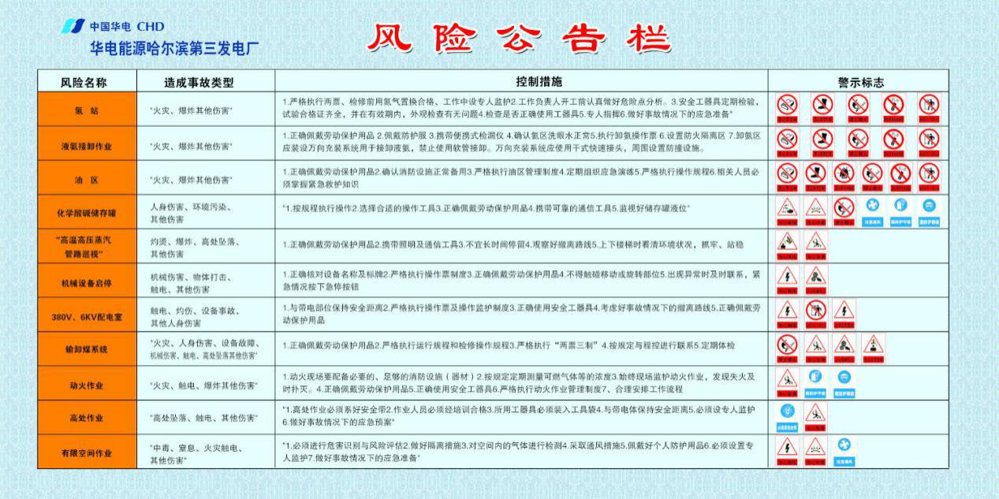 中国华电 CHD
华电能源哈尔滨第三发电厂
风险公告栏
风险名称 造成事故类型 控制措施 警示标志
氢 站
"火灾、爆炸其他伤害"
1.严格执行两票、检修前用氮气置换合格、工作中设专人监护2.工作负责人开工前认真做好危险点分析。3.安全工器具定期检验，
试验合格证齐全，并在有效期内，外观检查有无问题4.检查是否正确使用工器具5.专人指挥6.做好事故情况下的应急准备"
液氨接卸作业
"火灾、爆炸其他伤害"
1.正确佩戴劳动保护用品 2.佩戴防护服 3.携带便携式检测仪 4.确认氨区洗眼水正常5.执行卸氨操作票 6.设置防火隔离区 7.卸氨区
应装设万向充装系统用于接卸液氨，禁止使用软管接卸。万向充装系统应使用干式快速接头，周围设置防撞设施。
油 区
"火灾、爆炸其他伤害"
1.正确佩戴劳动保护用品2.确认消防设施正常备用3.严格执行油区管理制度4.定期组织应急演练5.严格执行操作规程6.相关人员必
须掌握紧急救护知识
化学酸碱储存罐
人身伤害、环境污染、
其他伤害
"1.按规程执行操作2.选择合适的操作工具3.正确佩戴劳动保护用品4.携带可靠的通信工具5.监视好储存罐液位"
"高温高压蒸汽
管路巡视"
灼烫、爆炸、高处坠落、
其他伤害
1.正确佩戴劳动保护用品2.携带照明及通信工具3.不宜长时间停留4.观察好撤离路线5.上下楼梯时看清环境状况，抓牢、站稳
机械设备启停
机械伤害、物体打击、
触电、其他伤害
1.正确核对设备名称及标牌2.严格执行操作票制度3.正确佩戴劳动保护用品4.不得触碰移动或旋转部位5.出现异常时及时联系，紧
急情况按下急停按钮
380V、6KV配电室
触电、灼伤、设备事故、
其他人身伤害
1.与带电部位保持安全距离2.严格执行操作票及操作监护制度3.正确使用安全工器具4.考虑好事故情况下的撤离路线5.正确佩戴劳
动保护用品
输卸煤系统
"火灾、人身伤害、设备故障、
机械伤害、触电、高处坠落其他伤害"
1.正确佩戴劳动保护用品2.严格执行运行规程和检修操作规程3.严格执行“两票三制”4.按规定与程控进行联系5.定期体检
动火作业
"火灾、触电、爆炸其他伤害"
1.动火现场要配备必要的、足够的消防设施（器材）2.按规定定期测量可燃气体等的浓度3.始终现场监护动火作业，发现失火及
时扑灭。4.正确佩戴劳动保护用品5.正确使用安全工器具6.严格执行动火作业管理制度7、合理安排工作流程
高处作业
"高处坠落、触电、其他伤害"
"1.高处作业必须系好安全带2.作业人员必须经培训合格3.所用工器具必须装入工具袋4.与带电体保持安全距离5.必须设专人监护
6.做好事故情况下的应急预案"
有限空间作业
"中毒、窒息、火灾触电、
其他伤害"
"1.必须进行危害识别与风险评估2.做好隔离措施3.对空间内的气体进行检测4.采取通风措施5.佩戴好个人防护用品6.必须设置专
人监护7.做好事故情况下的应急准备"